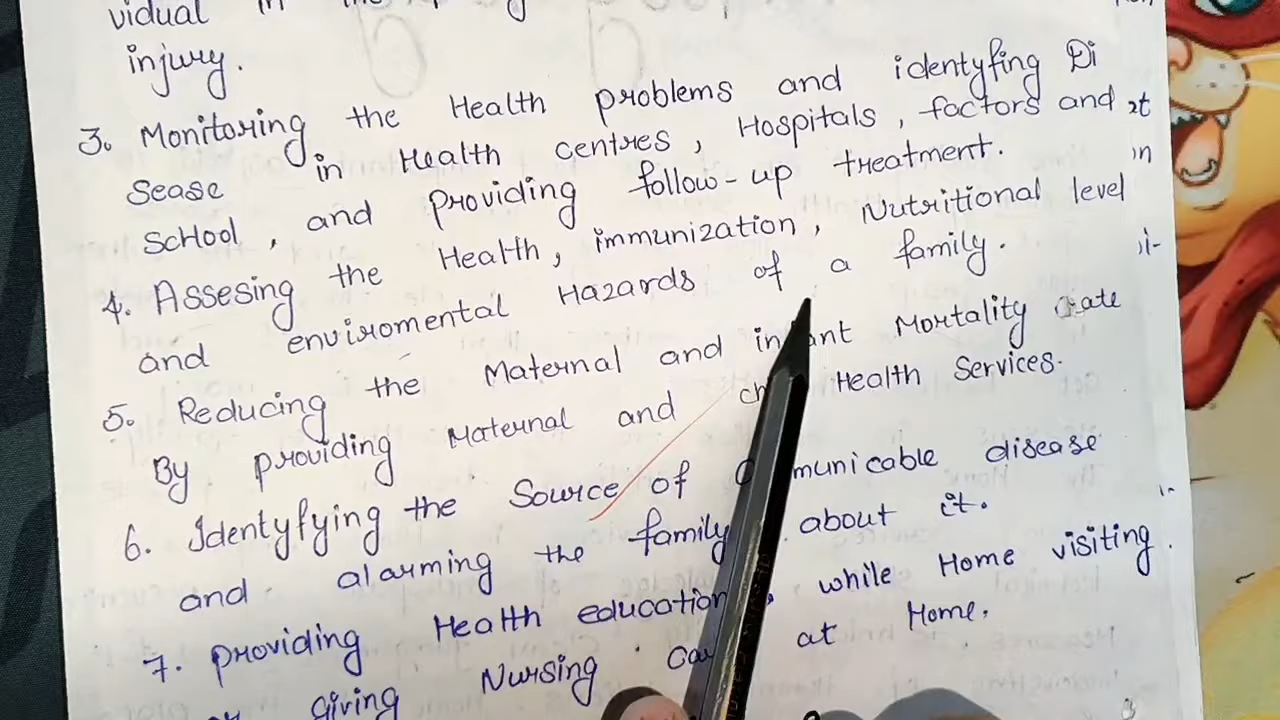 vidual in
injury.
3. Monitoring the Health problems and identyfing Di
sease in Health centres, Hospitals, factors and
School, and providing follow-up treatment.
4. Assesing the Health, immunization, Nutritional level
and enviromental Hazards of a family.
5. Reducing the Maternal and infant Mortality rate
By providing Maternal and Health Services.
6. Identyfying the Source of disease
and alarming the family about it.
7. providing Health education, while Home visiting.
giving Nursing at Home.